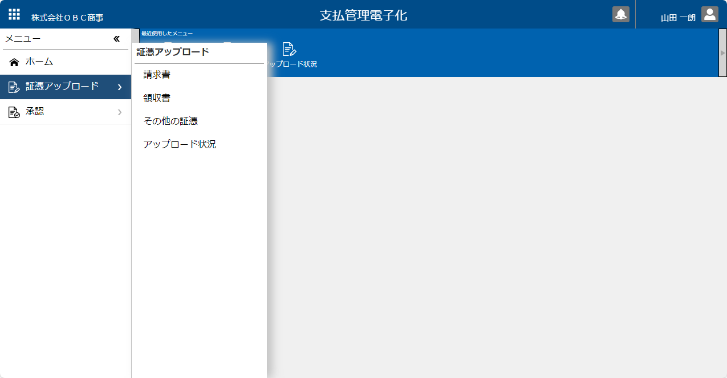 株式会社ＯＢＣ商事
支払管理電子化
山田 一朗
メニュー
最近使用したメニュー
ホーム
証憑アップロード
承認
証憑アップロード
請求書
領収書
その他の証憑
アップロード状況
ップロード状況